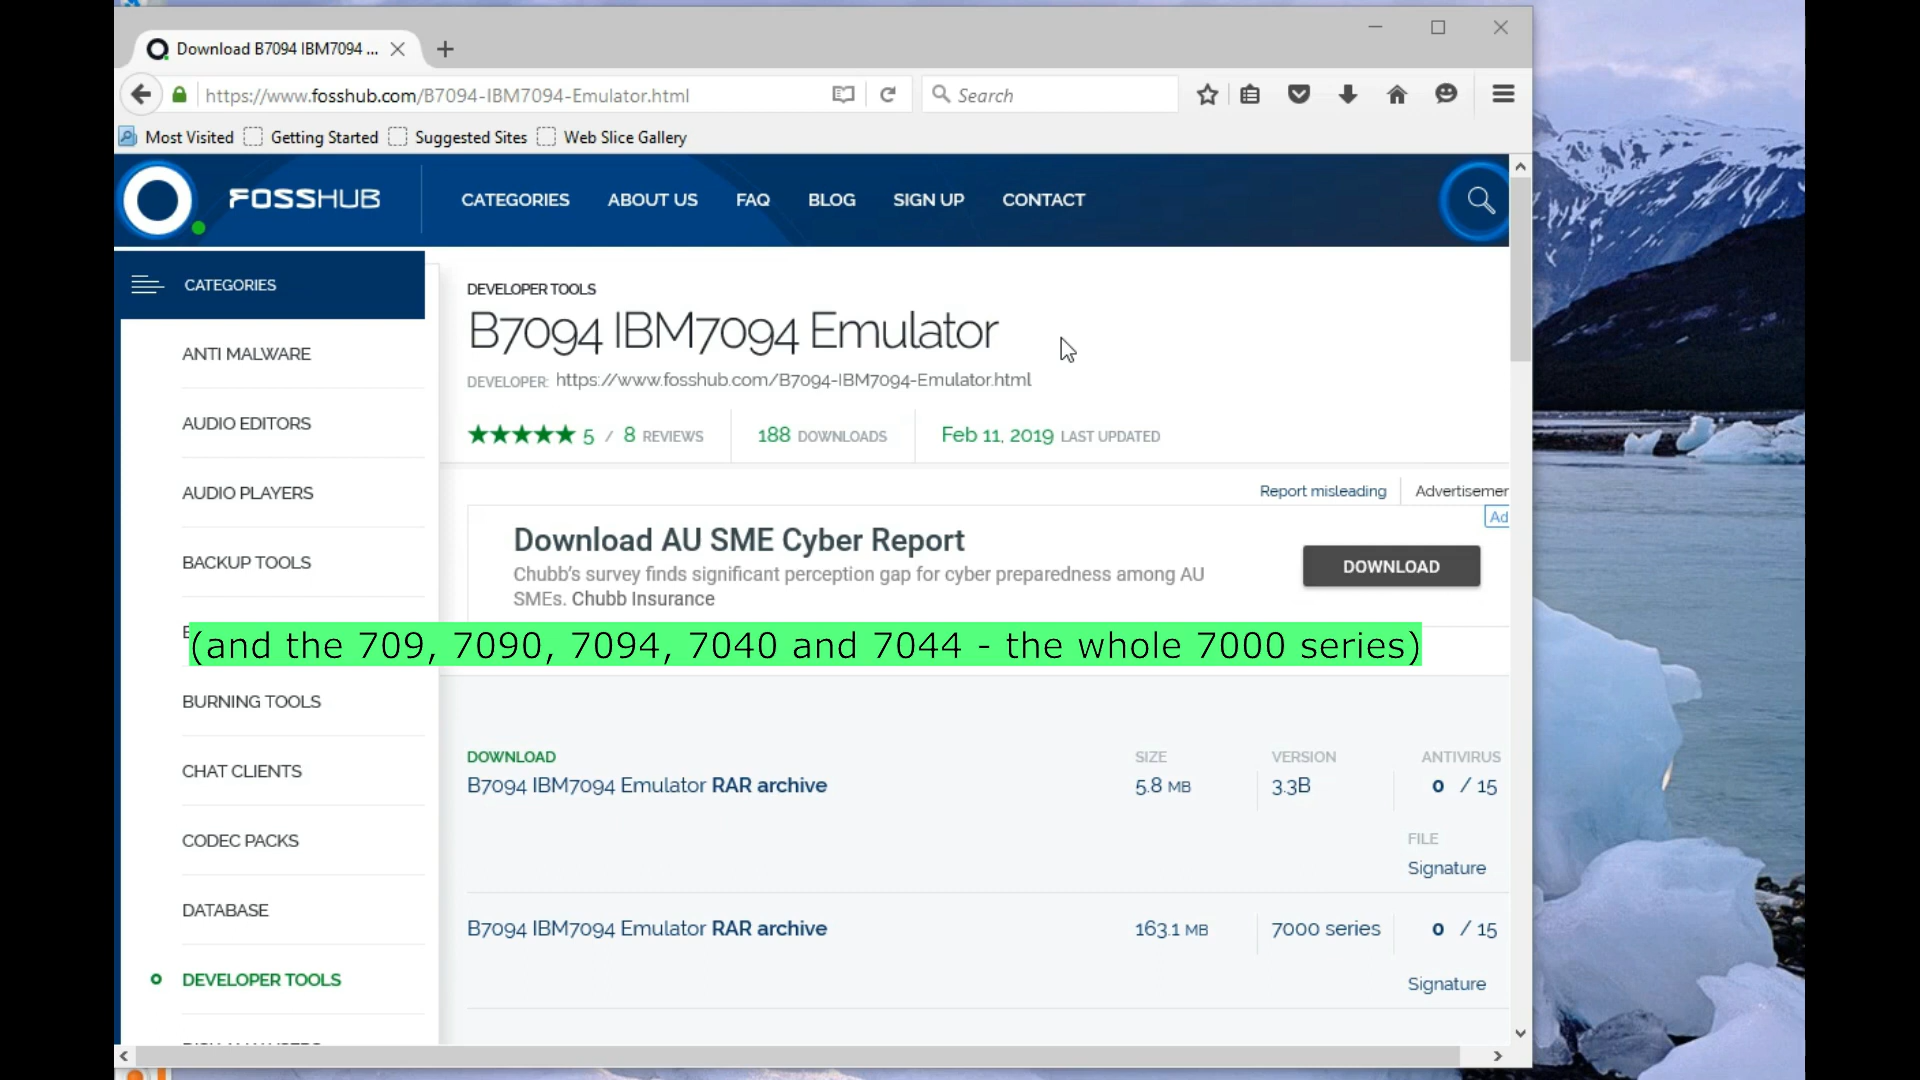 Download B7094 IBM7094 ...
https://www.fosshub.com/B7094-IBM7094-Emulator.html
Search
Most Visited
Getting Started
Suggested Sites
Web Slice Gallery
FOSSHUB
CATEGORIES
ABOUT US
FAQ
BLOG
SIGN UP
CONTACT
CATEGORIES
ANTI MALWARE
AUDIO EDITORS
AUDIO PLAYERS
BACKUP TOOLS
BURNING TOOLS
CHAT CLIENTS
CODEC PACKS
DATABASE
DEVELOPER TOOLS
DEVELOPER TOOLS
B7094 IBM7094 Emulator
DEVELOPER: https://www.fosshub.com/B7094-IBM7094-Emulator.html
5 / 8 REVIEWS
188 DOWNLOADS
Feb 11, 2019 LAST UPDATED
Report misleading
Advertisemen
Ad
Download AU SME Cyber Report
Chubb's survey finds significant perception gap for cyber preparedness among AU
SMEs. Chubb Insurance
DOWNLOAD
(and the 709, 7090, 7094, 7040 and 7044 - the whole 7000 series)
DOWNLOAD SIZE VERSION ANTIVIRUS
B7094 IBM7094 Emulator RAR archive 5.8 MB 3.3B 0 / 15
FILE
Signature
B7094 IBM7094 Emulator RAR archive 163.1 MB 7000 series 0 / 15
Signature